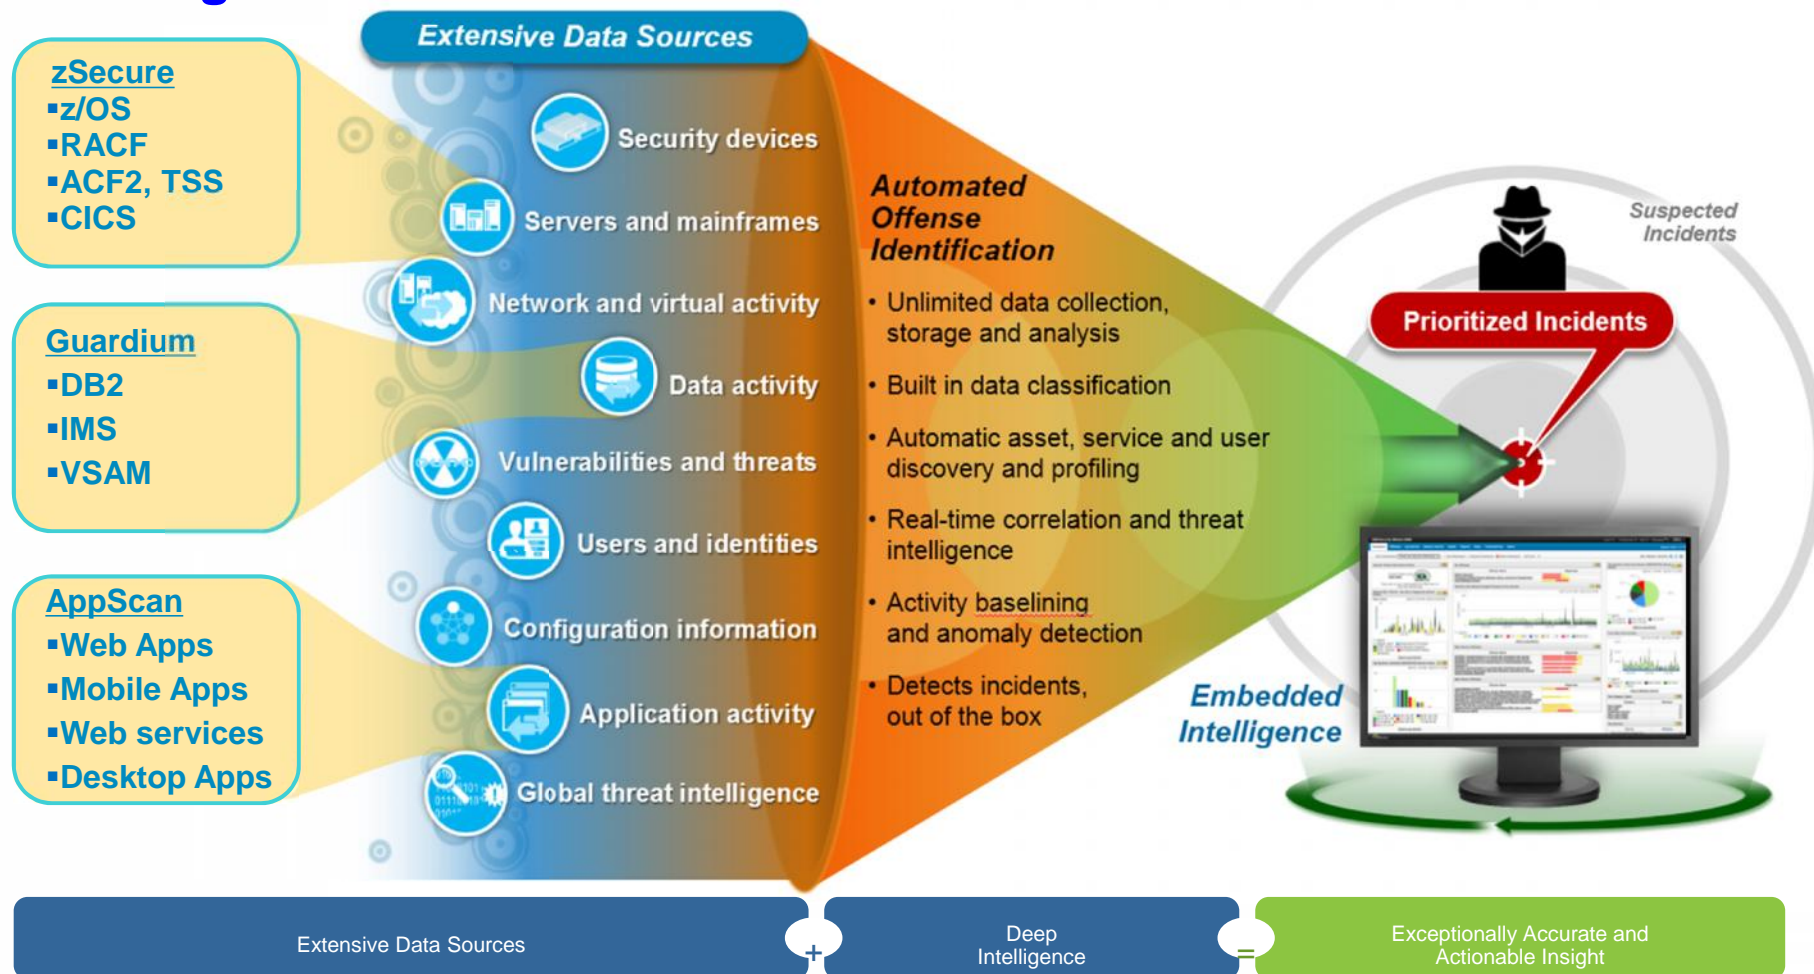 Extensive Data Sources
zSecure
▪z/OS
▪RACF
▪ACF2, TSS
▪CICS
Guardium
▪DB2
▪IMS
▪VSAM
AppScan
▪Web Apps
▪Mobile Apps
▪Web services
▪Desktop Apps
Security devices
Servers and mainframes
Network and virtual activity
Data activity
Vulnerabilities and threats
Users and identities
Configuration information
Application activity
Global threat intelligence
Automated
Offense
Identification
• Unlimited data collection,
storage and analysis
• Built in data classification
• Automatic asset, service and user
discovery and profiling
• Real-time correlation and threat
intelligence
• Activity baselining
and anomaly detection
• Detects incidents,
out of the box
Embedded
Intelligence
Suspected
Incidents
Prioritized Incidents
Extensive Data Sources
+
Deep
Intelligence
=
Exceptionally Accurate and
Actionable Insight